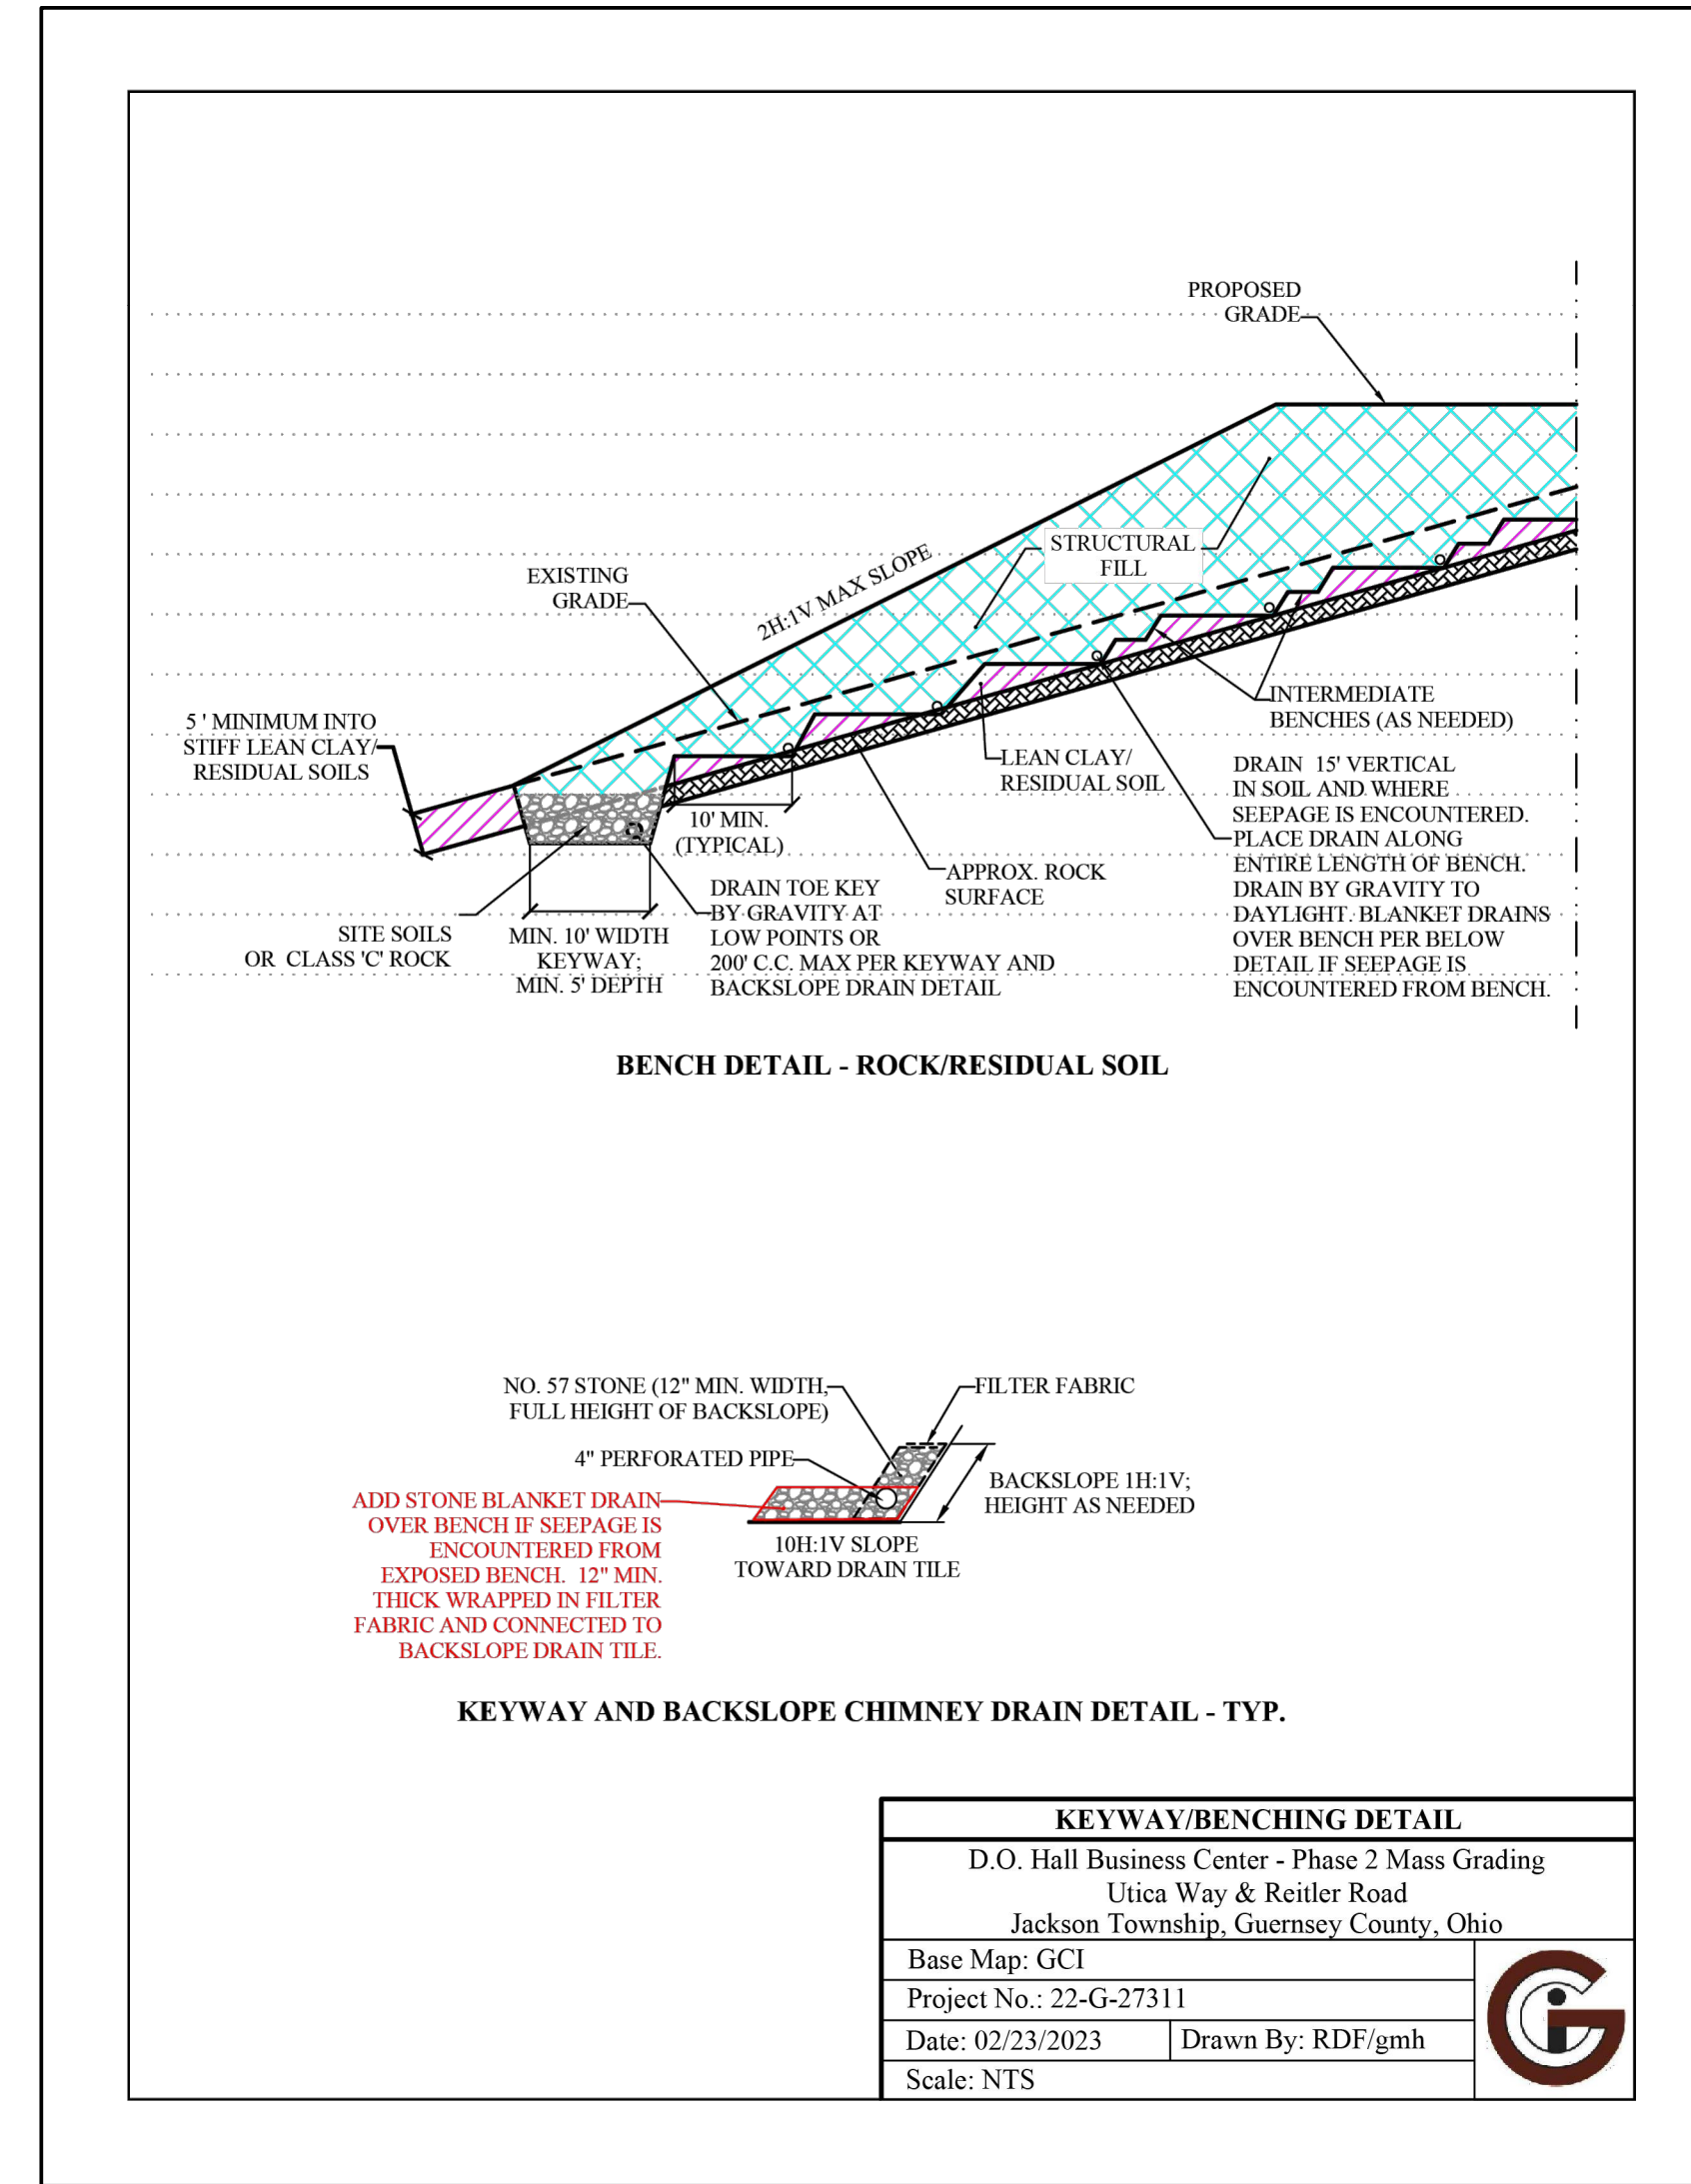 PROPOSED
GRADE
STRUCTURAL
FILL
EXISTING
GRADE
2H:1V MAX SLOPE
5 ' MINIMUM INTO
STIFF LEAN CLAY/
RESIDUAL SOILS
INTERMEDIATE
BENCHES (AS NEEDED)
LEAN CLAY/
RESIDUAL SOIL
10' MIN.
(TYPICAL)
APPROX. ROCK
SURFACE
DRAIN 15' VERTICAL
IN SOIL AND WHERE
SEEPAGE IS ENCOUNTERED.
PLACE DRAIN ALONG
ENTIRE LENGTH OF BENCH.
DRAIN BY GRAVITY TO
DAYLIGHT. BLANKET DRAINS
OVER BENCH PER BELOW
DETAIL IF SEEPAGE IS
ENCOUNTERED FROM BENCH.
SITE SOILS
OR CLASS 'C' ROCK
MIN. 10' WIDTH
KEYWAY;
MIN. 5' DEPTH
DRAIN TOE KEY
BY GRAVITY AT
LOW POINTS OR
200' C.C. MAX PER KEYWAY AND
BACKSLOPE DRAIN DETAIL
BENCH DETAIL - ROCK/RESIDUAL SOIL
NO. 57 STONE (12" MIN. WIDTH,
FULL HEIGHT OF BACKSLOPE)
FILTER FABRIC
4" PERFORATED PIPE
BACKSLOPE 1H:1V;
HEIGHT AS NEEDED
ADD STONE BLANKET DRAIN
OVER BENCH IF SEEPAGE IS
ENCOUNTERED FROM
EXPOSED BENCH. 12" MIN.
THICK WRAPPED IN FILTER
FABRIC AND CONNECTED TO
BACKSLOPE DRAIN TILE.
10H:1V SLOPE
TOWARD DRAIN TILE
KEYWAY AND BACKSLOPE CHIMNEY DRAIN DETAIL - TYP.
KEYWAY/BENCHING DETAIL
D.O. Hall Business Center - Phase 2 Mass Grading
Utica Way & Reitler Road
Jackson Township, Guernsey County, Ohio
Base Map: GCI
Project No.: 22-G-27311
Date: 02/23/2023
Drawn By: RDF/gmh
Scale: NTS
GCi